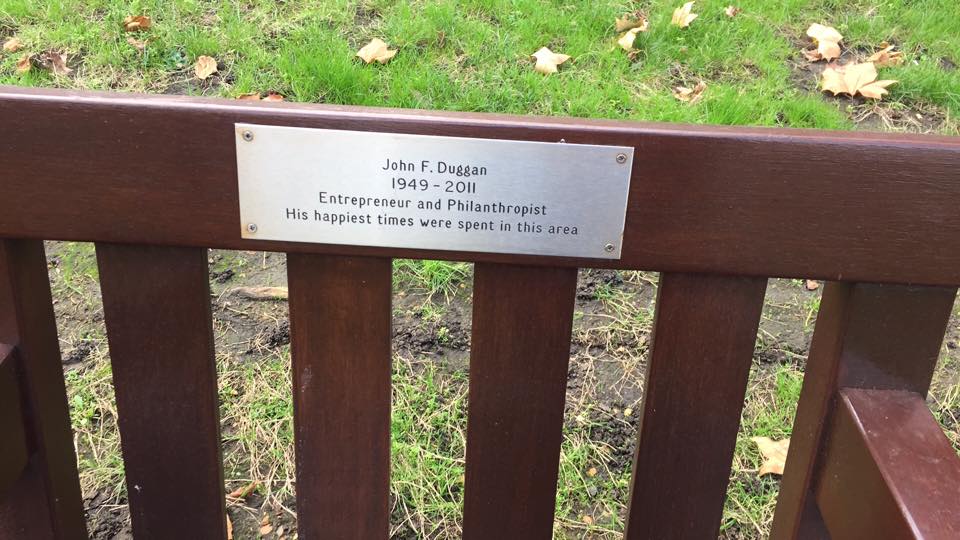 John F. Duggan
1949 - 2011
Entrepreneur and Philanthropist
His happiest times were spent in this area